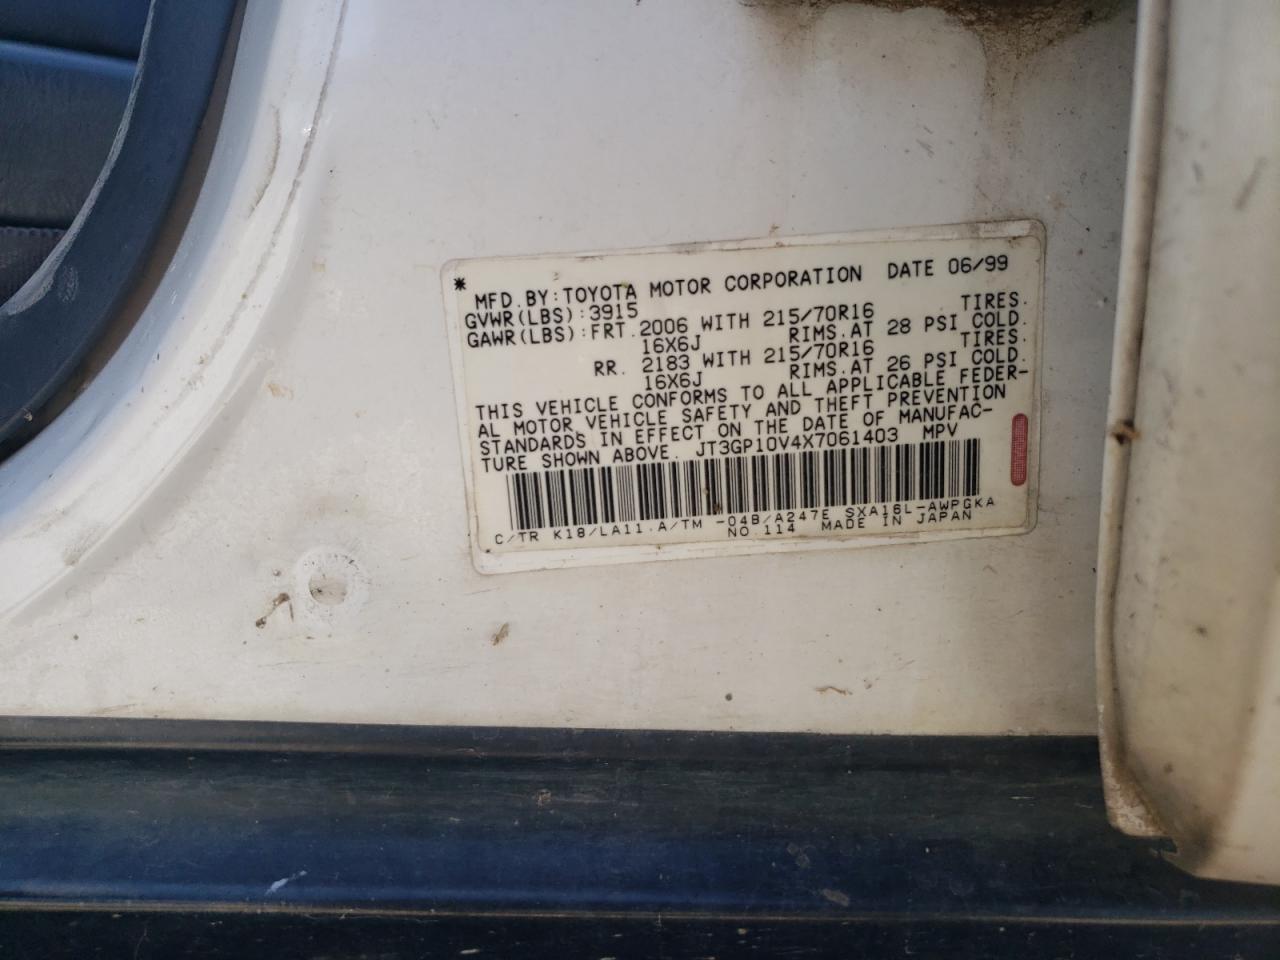 * MFD. BY: TOYOTA MOTOR CORPORATION DATE 06/99
GVWR(LBS): 3915
GAWR(LBS): FRT. 2006 WITH 215/70R16 TIRES.
16X6J RIMS. AT 28 PSI COLD.
RR. 2183 WITH 215/70R16 TIRES.
16X6J RIMS. AT 26 PSI COLD.
THIS VEHICLE CONFORMS TO ALL APPLICABLE FEDER-
AL MOTOR VEHICLE SAFETY AND THEFT PREVENTION
STANDARDS IN EFFECT ON THE DATE OF MANUFAC-
TURE SHOWN ABOVE. JT3GP10V4X7061403 MPV
C/TR K18/LA11.A/TM -04B/A247E SXA16L-AWPGKA
NO.114 MADE IN JAPAN